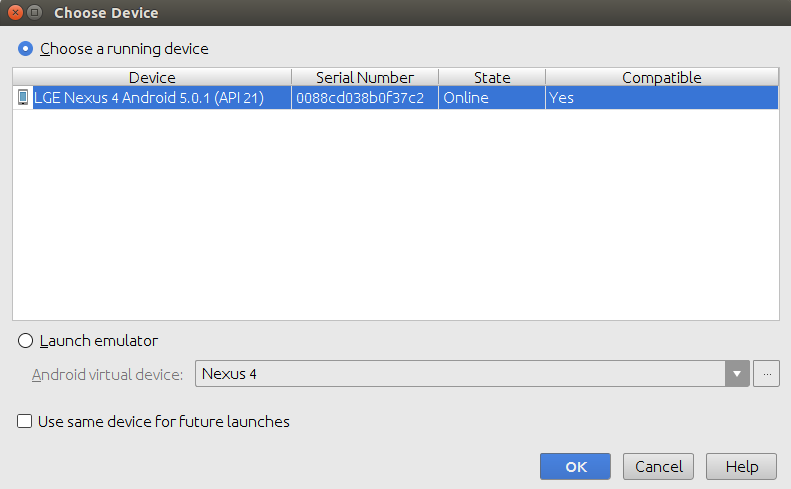 Choose Device
Choose a running device
Device Serial Number State Compatible
LGE Nexus 4 Android 5.0.1 (API 21) 0088cd038b0f37c2 Online Yes
Launch emulator
Android virtual device: Nexus 4 ...
Use same device for future launches
OK Cancel Help